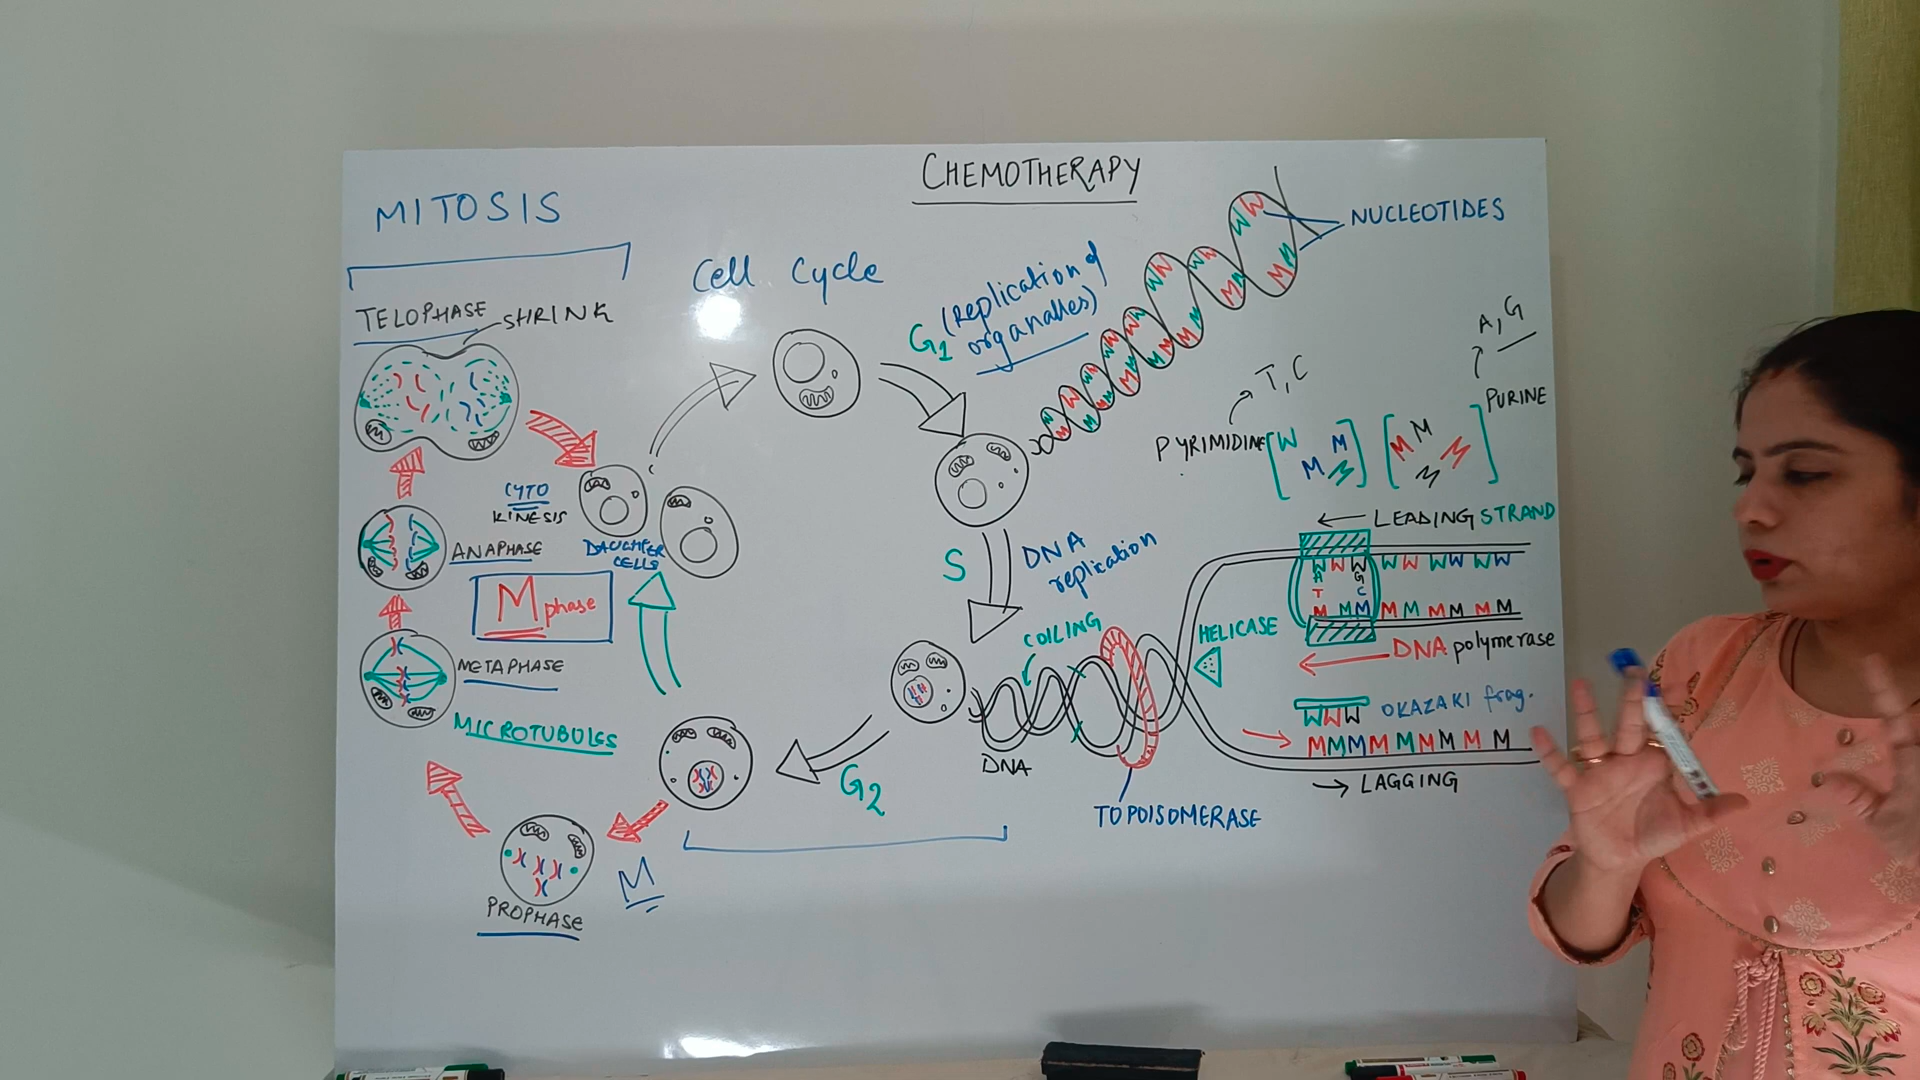 CHEMOTHERAPY
MITOSIS
Cell Cycle
NUCLEOTIDES
TELOPHASE
SHRINK
G1 (replication of
organalles)
A, G
PURINE
T, C
PYRIMIDINE
CYTO
KINESIS
DAUGHTER
CELLS
ANAPHASE
M phase
S
DNA
replication
LEADING STRAND
A
T
G
C
HELICASE
COILING
DNA polymerase
METAPHASE
MICROTUBULES
OKAZAKI frag.
DNA
LAGGING
G2
TOPOISOMERASE
M
PROPHASE